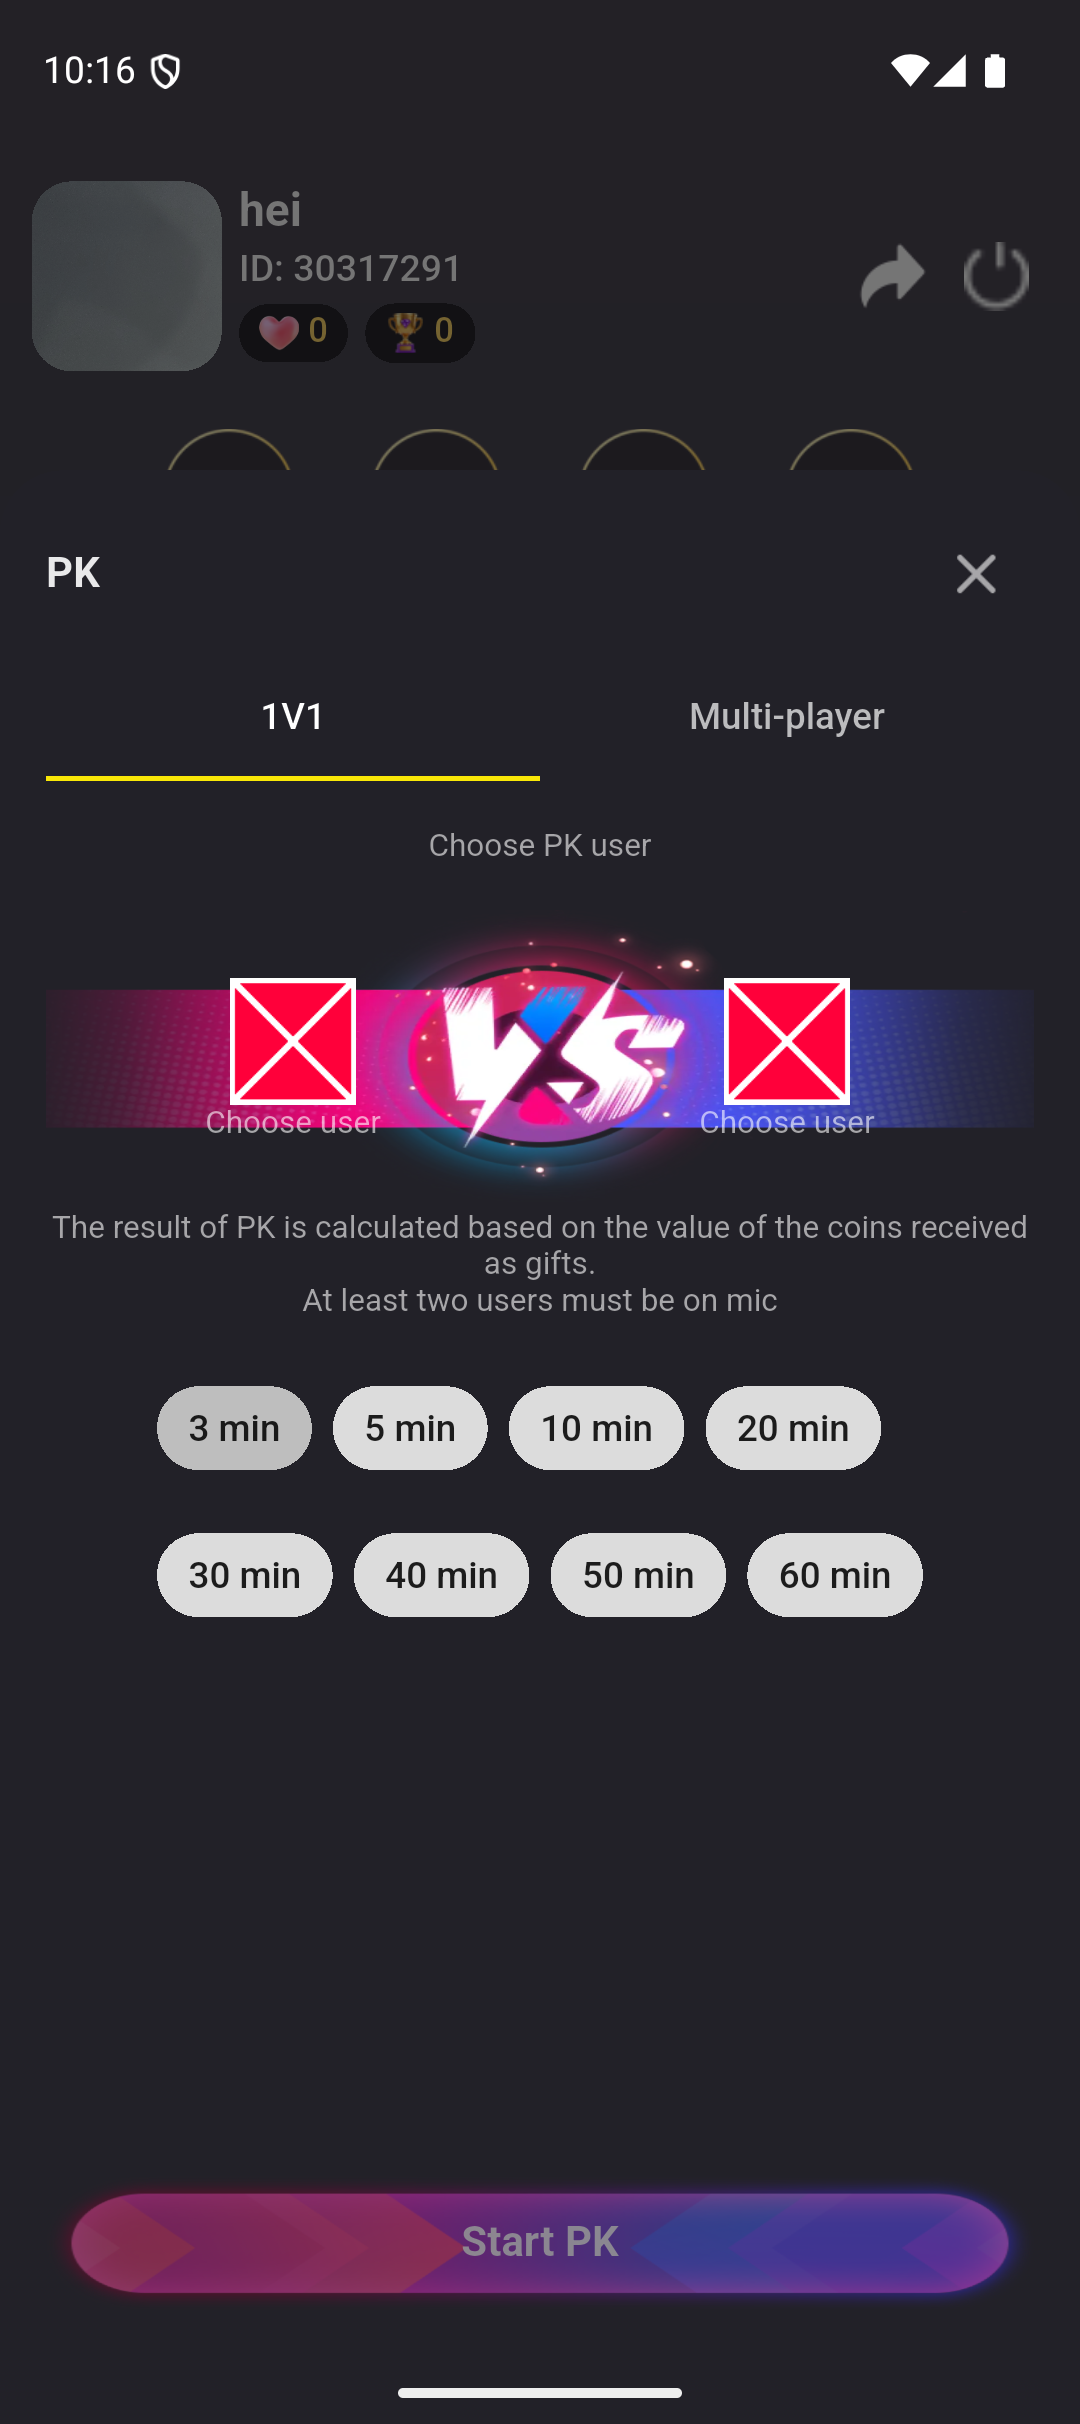 10:16
hei
ID: 30317291
0 0
PK
1V1 Multi-player
Choose PK user
VS
Choose user Choose user
The result of PK is calculated based on the value of the coins received
as gifts.
At least two users must be on mic
3 min 5 min 10 min 20 min
30 min 40 min 50 min 60 min
Start PK